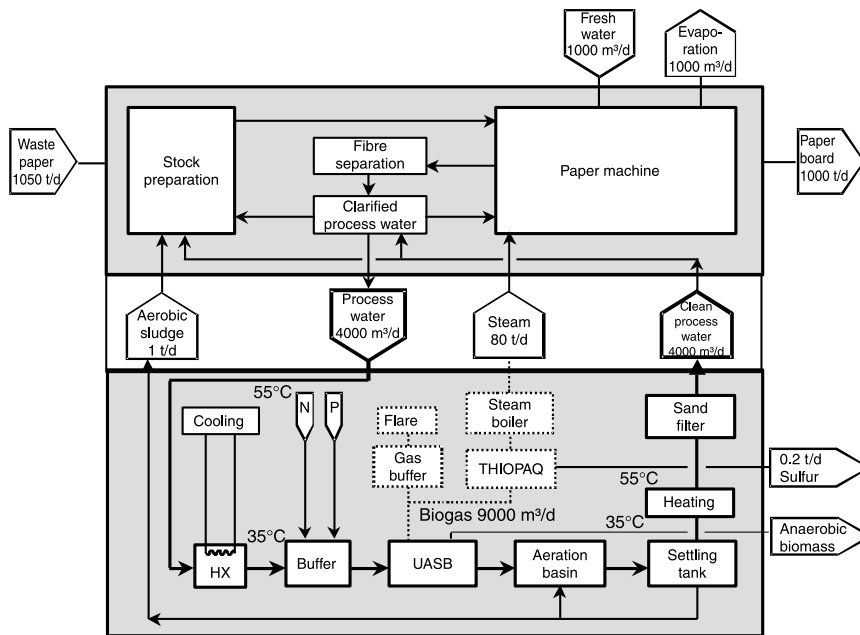 Fresh
water
1000 m³/d
Evapo-
ration
1000 m³/d
Waste
paper
1050 t/d
Stock
preparation
Fibre
separation
Clarified
process water
Paper machine
Paper
board
1000 t/d
Aerobic
sludge
1 t/d
Process
water
4000 m³/d
Steam
80 t/d
Clean
process
water
4000 m³/d
55°C
Cooling
N
P
Flare
Gas
buffer
Steam
boiler
THIOPAQ
Sand
filter
0.2 t/d
Sulfur
55°C
Heating
Biogas 9000 m³/d
35°C
Anaerobic
biomass
35°C
HX
Buffer
UASB
Aeration
basin
Settling
tank